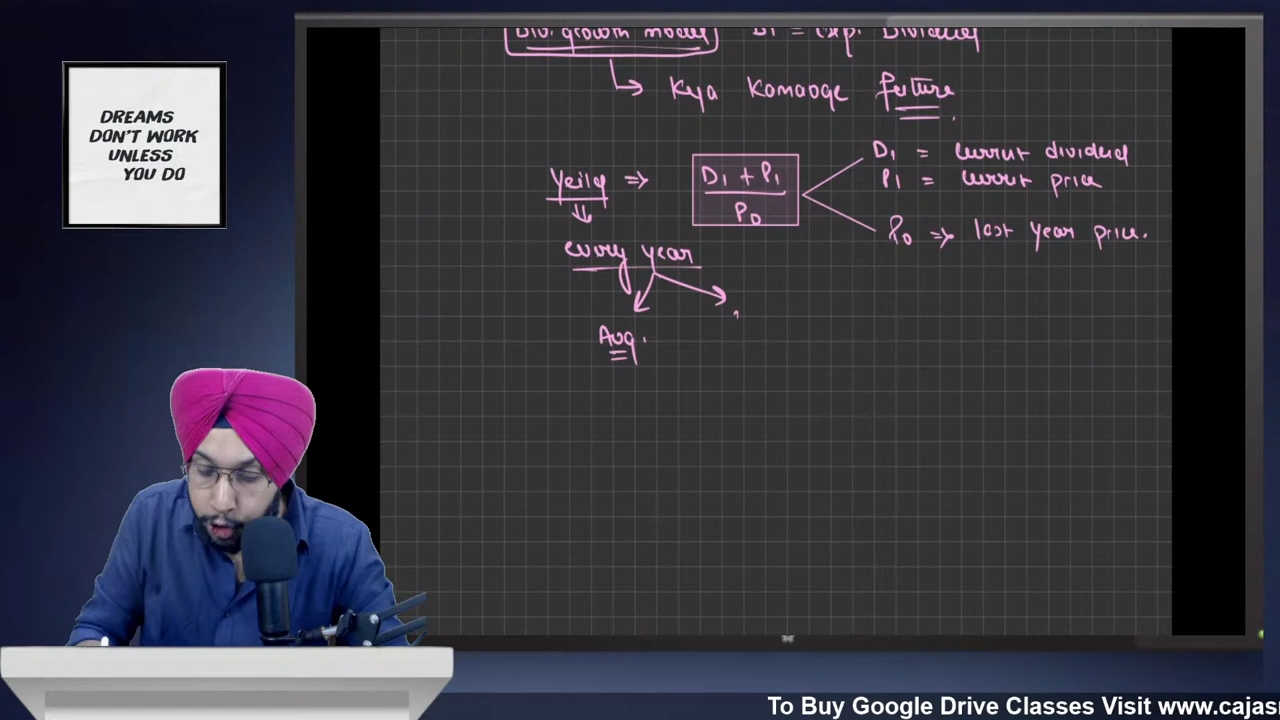 Divi growth model D1 = exp. Dividend
↳ Kya Kamaoge future.
DREAMS
DON'T WORK
UNLESS
YOU DO
Yeilg ⇒ D1 + P1 / P0
D1 = current dividend
P1 = current price
P0 ⇒ last year price.
every year
Avg.
To Buy Google Drive Classes Visit www.cajas